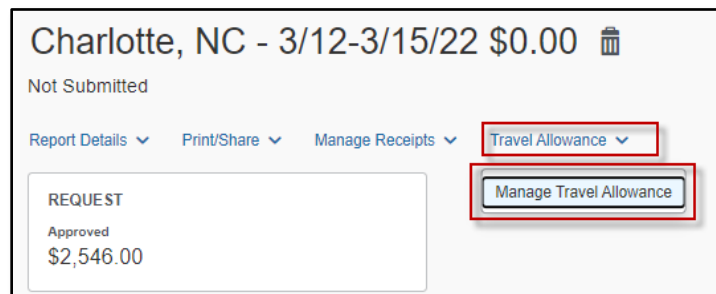 Charlotte, NC - 3/12-3/15/22 $0.00
Not Submitted
Report Details Print/Share Manage Receipts Travel Allowance
Manage Travel Allowance
REQUEST
Approved
$2,546.00